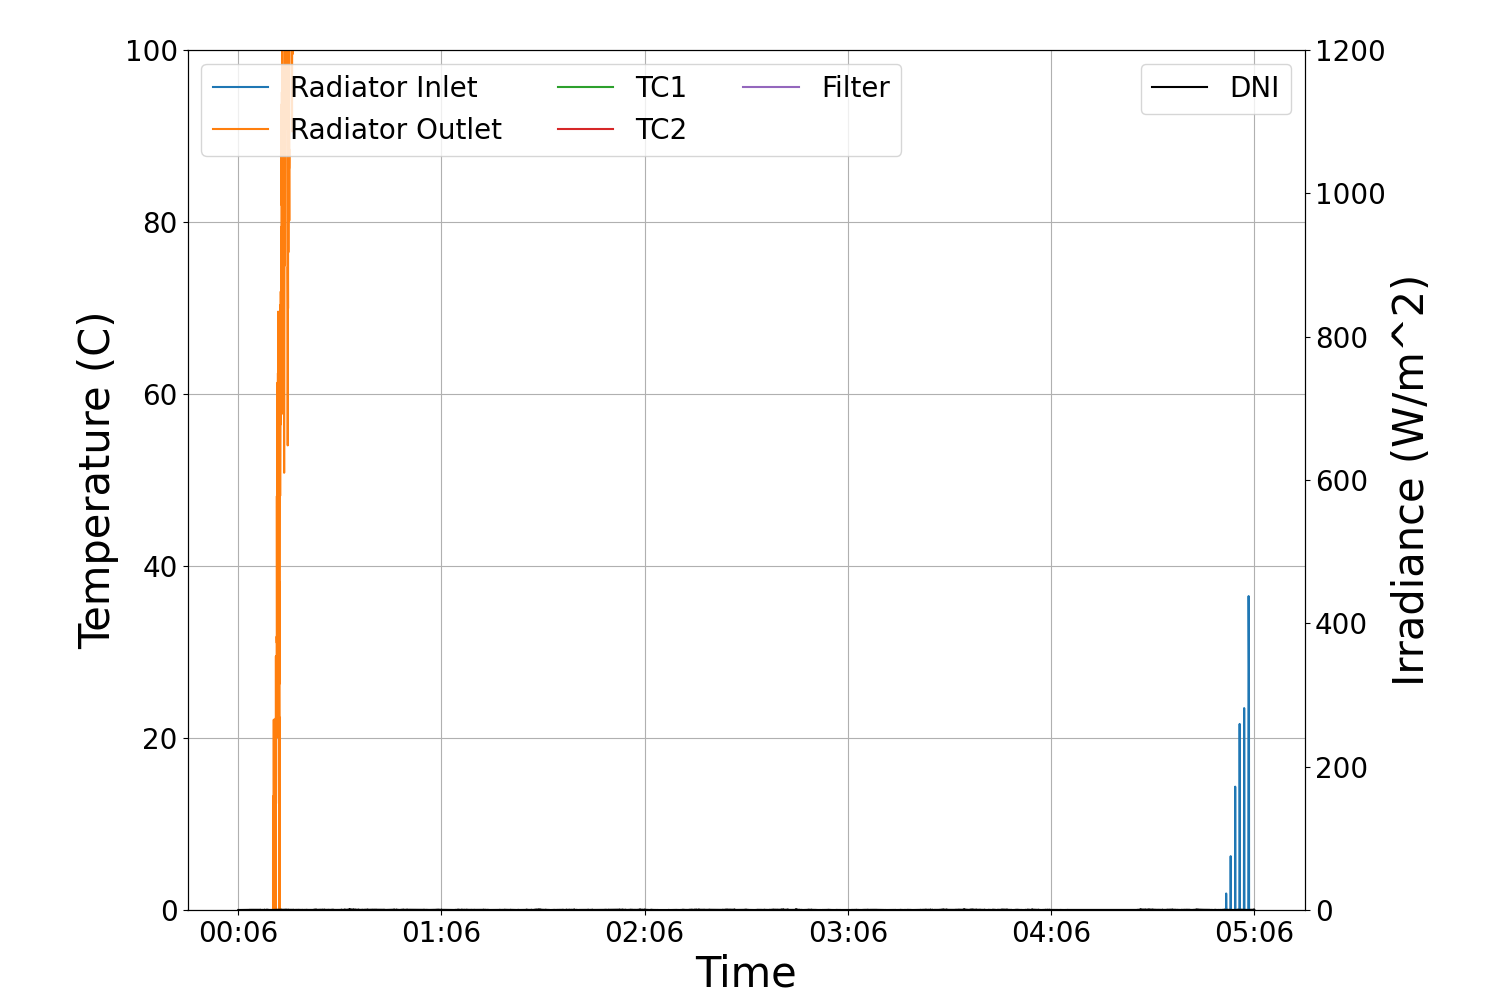 100
80
60
40
20
0
Temperature (C)
Radiator Inlet
Radiator Outlet
TC1
TC2
Filter
DNI
1200
1000
800
600
400
200
0
Irradiance (W/m^2)
00:06 01:06 02:06 03:06 04:06 05:06
Time